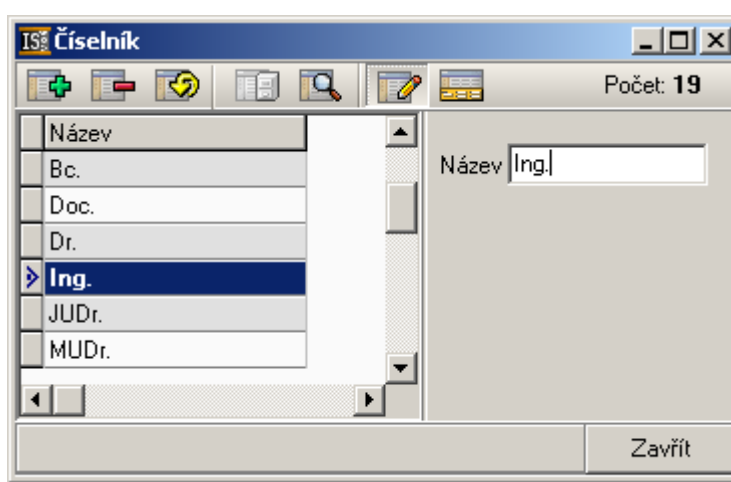 Číselník
Počet: 19
Název
Bc.
Doc.
Dr.
Ing.
JUDr.
MUDr.
Název Ing.
Zavřít